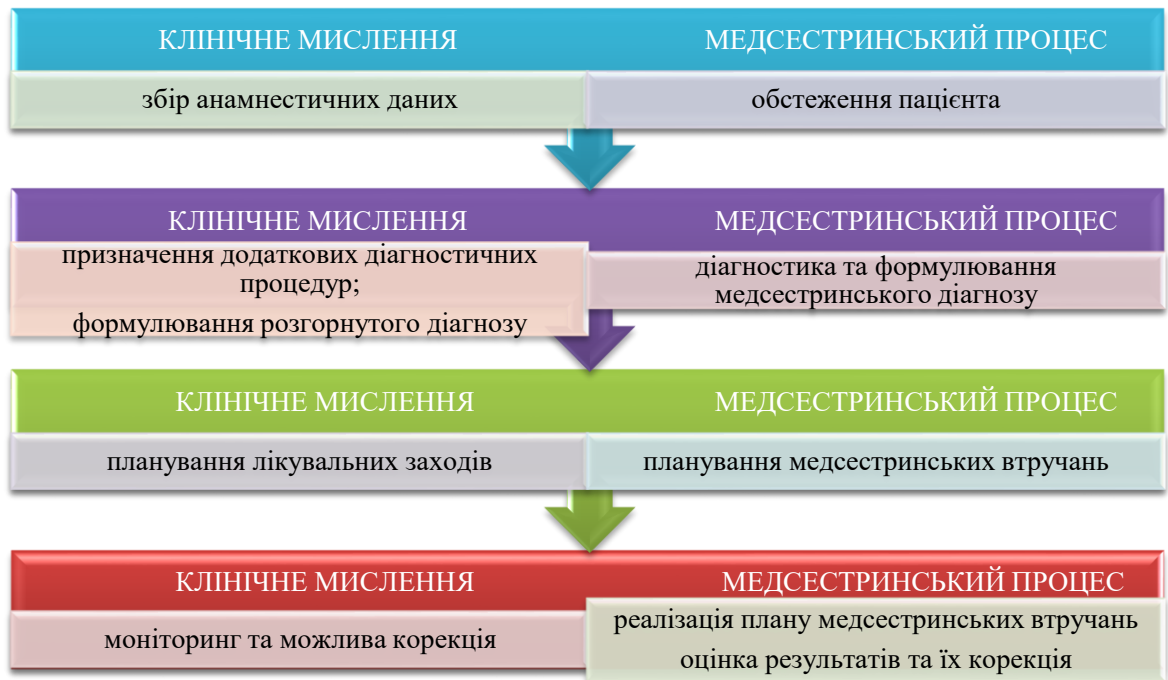 КЛІНІЧНЕ МИСЛЕННЯ МЕДСЕСТРИНСЬКИЙ ПРОЦЕС
збір анамнестичних даних
обстеження пацієнта
КЛІНІЧНЕ МИСЛЕННЯ МЕДСЕСТРИНСЬКИЙ ПРОЦЕС
призначення додаткових діагностичних
процедур;
формулювання розгорнутого діагнозу
діагностика та формулювання
медсестринського діагнозу
КЛІНІЧНЕ МИСЛЕННЯ МЕДСЕСТРИНСЬКИЙ ПРОЦЕС
планування лікувальних заходів
планування медсестринських втручань
КЛІНІЧНЕ МИСЛЕННЯ МЕДСЕСТРИНСЬКИЙ ПРОЦЕС
моніторинг та можлива корекція
реалізація плану медсестринських втручань
оцінка результатів та їх корекція